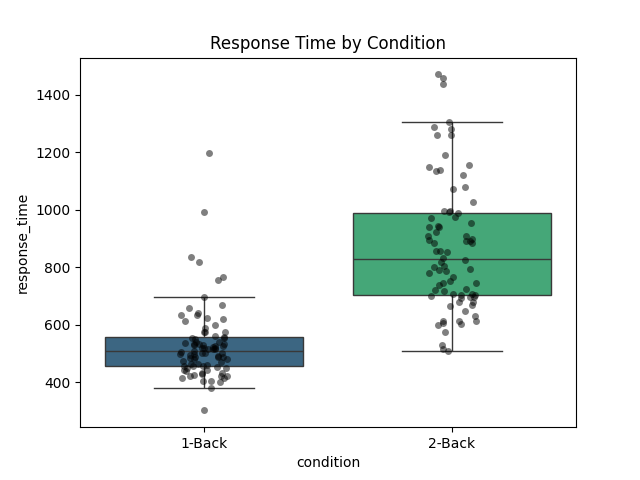 Response Time by Condition
response_time
1400
1200
1000
800
600
400
1-Back
2-Back
condition